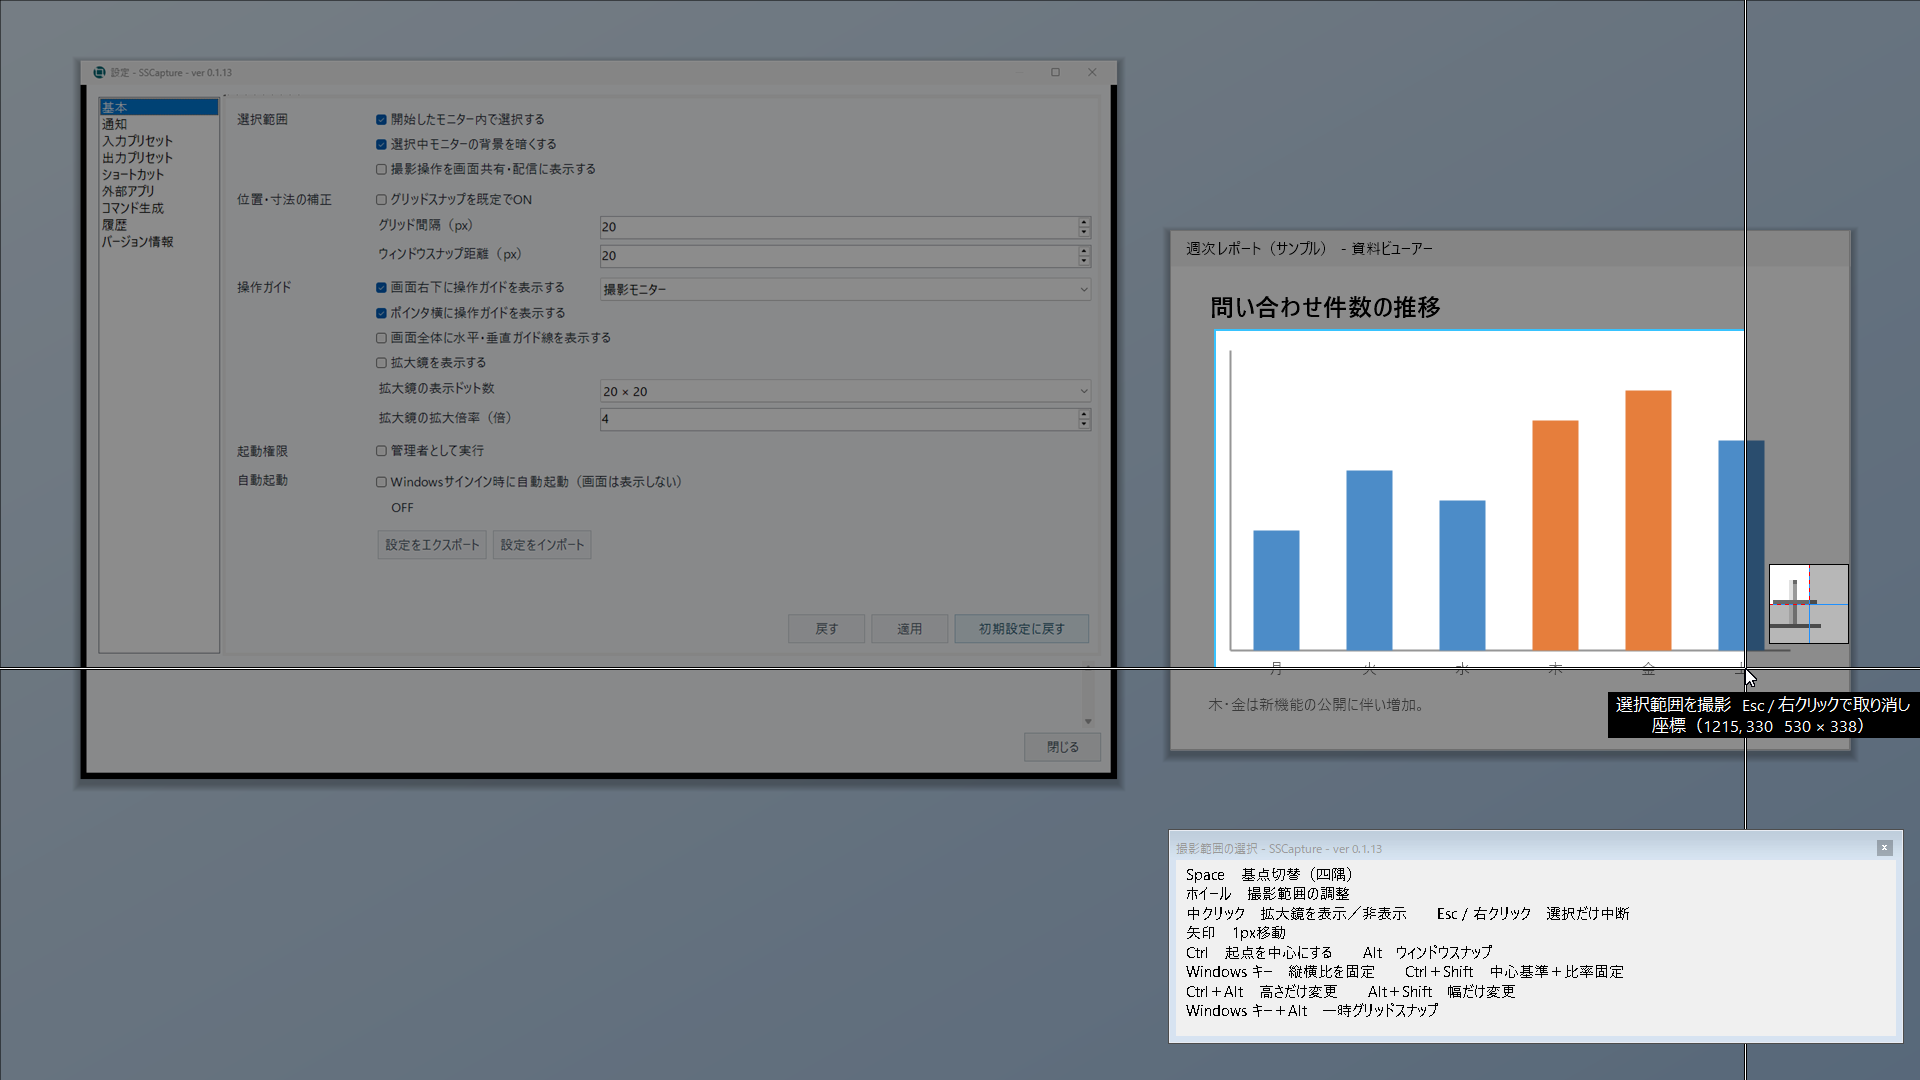 設定 - SSCapture - ver 0.1.13
基本
通知
入力プリセット
出力プリセット
ショートカット
外部アプリ
コマンド生成
履歴
バージョン情報
選択範囲
開始したモニター内で選択する
選択中モニターの背景を暗くする
撮影操作を画面共有・配信に表示する
位置・寸法の補正
グリッドスナップを既定でON
グリッド間隔（px）
20
ウィンドウスナップ距離（px）
20
操作ガイド
画面右下に操作ガイドを表示する
撮影モニター
ポインタ横に操作ガイドを表示する
画面全体に水平・垂直ガイド線を表示する
拡大鏡を表示する
拡大鏡の表示ドット数
20 × 20
拡大鏡の拡大倍率（倍）
4
起動権限
管理者として実行
自動起動
Windowsサインイン時に自動起動（画面は表示しない）
OFF
設定をエクスポート
設定をインポート
戻す
適用
初期設定に戻す
閉じる
週次レポート（サンプル） - 資料ビューアー
問い合わせ件数の推移
月
火
水
木
金
土
木・金は新機能の公開に伴い増加。
選択範囲を撮影 Esc / 右クリックで取り消し
座標（1215, 330 530 × 338）
撮影範囲の選択 - SSCapture - ver 0.1.13
Space 基点切替（四隅）
ホイール 撮影範囲の調整
中クリック 拡大鏡を表示／非表示 Esc / 右クリック 選択だけ中断
矢印 1px移動
Ctrl 起点を中心にする Alt ウィンドウスナップ
Windows キー 縦横比を固定 Ctrl＋Shift 中心基準＋比率固定
Ctrl＋Alt 高さだけ変更 Alt＋Shift 幅だけ変更
Windows キー＋Alt 一時グリッドスナップ